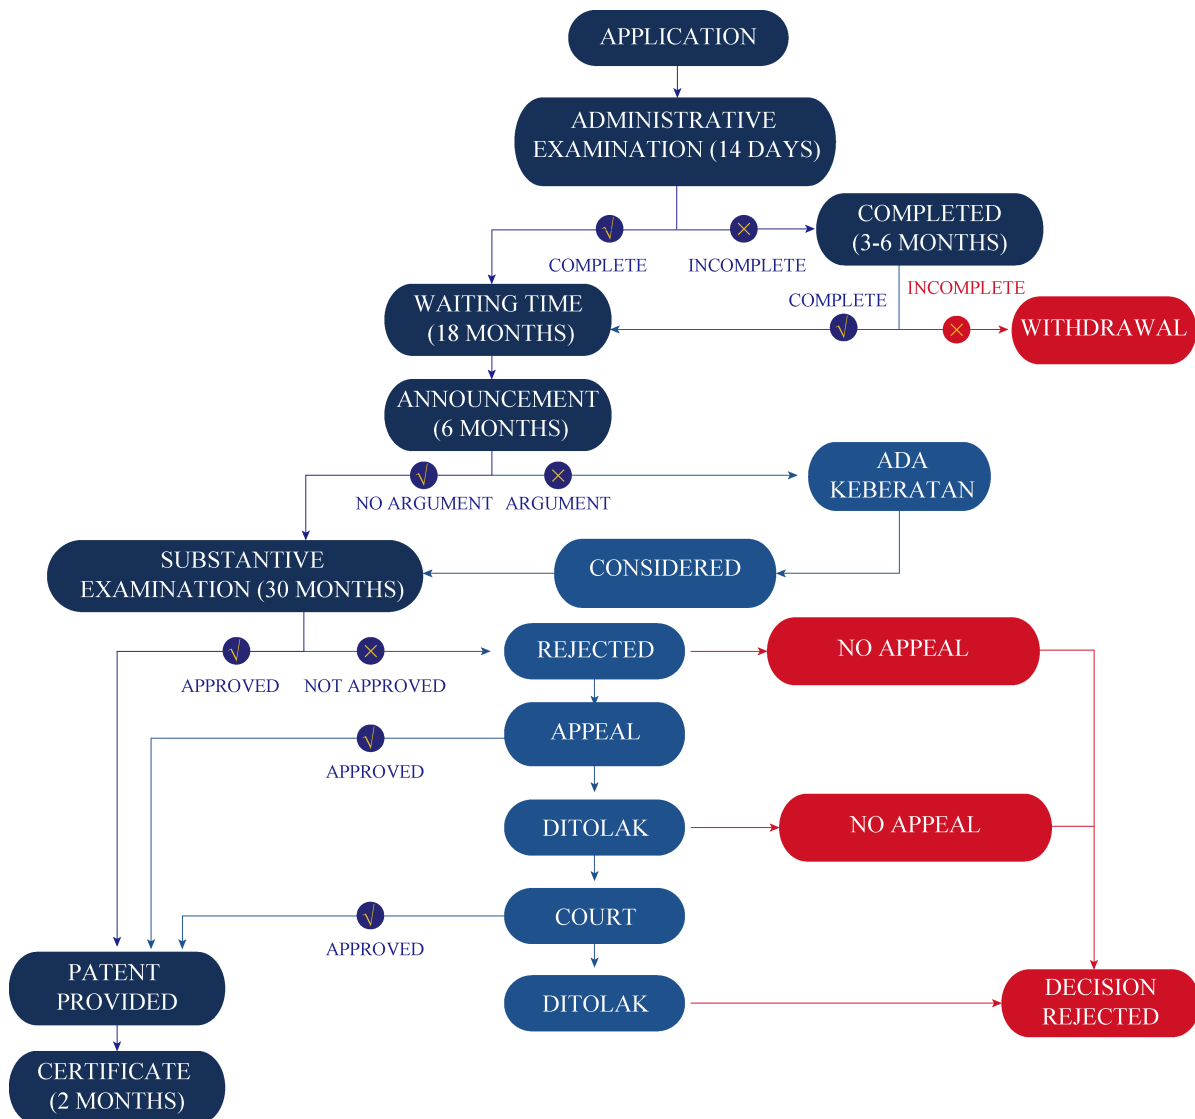 APPLICATION
ADMINISTRATIVE
EXAMINATION (14 DAYS)
COMPLETED
(3-6 MONTHS)
COMPLETE
INCOMPLETE
INCOMPLETE
COMPLETE
WAITING TIME
(18 MONTHS)
WITHDRAWAL
ANNOUNCEMENT
(6 MONTHS)
ADA
KEBERATAN
NO ARGUMENT
ARGUMENT
SUBSTANTIVE
EXAMINATION (30 MONTHS)
CONSIDERED
REJECTED
NO APPEAL
APPROVED
NOT APPROVED
APPEAL
APPROVED
DITOLAK
NO APPEAL
COURT
APPROVED
PATENT
PROVIDED
DITOLAK
DECISION
REJECTED
CERTIFICATE
(2 MONTHS)